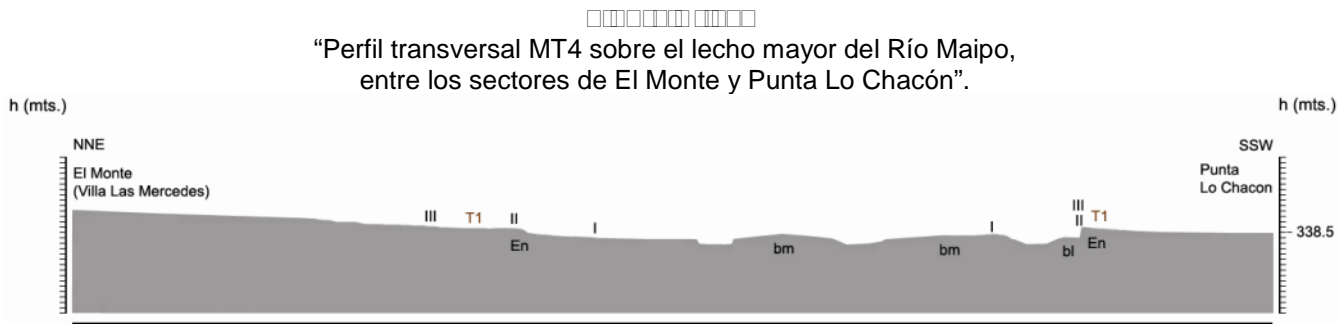 “Perfil transversal MT4 sobre el lecho mayor del Río Maipo,
entre los sectores de El Monte y Punta Lo Chacón”.
h (mts.)
h (mts.)
NNE
SSW
El Monte
(Villa Las Mercedes)
Punta
Lo Chacon
III T1 II I I III T1
II
338.5
En bm bm bl En